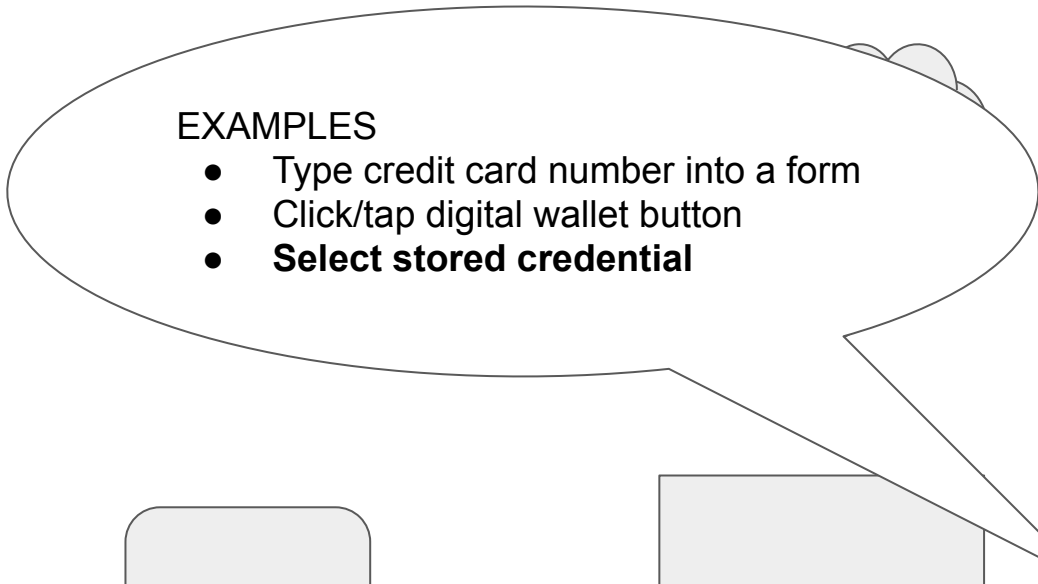 EXAMPLES
● Type credit card number into a form
● Click/tap digital wallet button
● Select stored credential